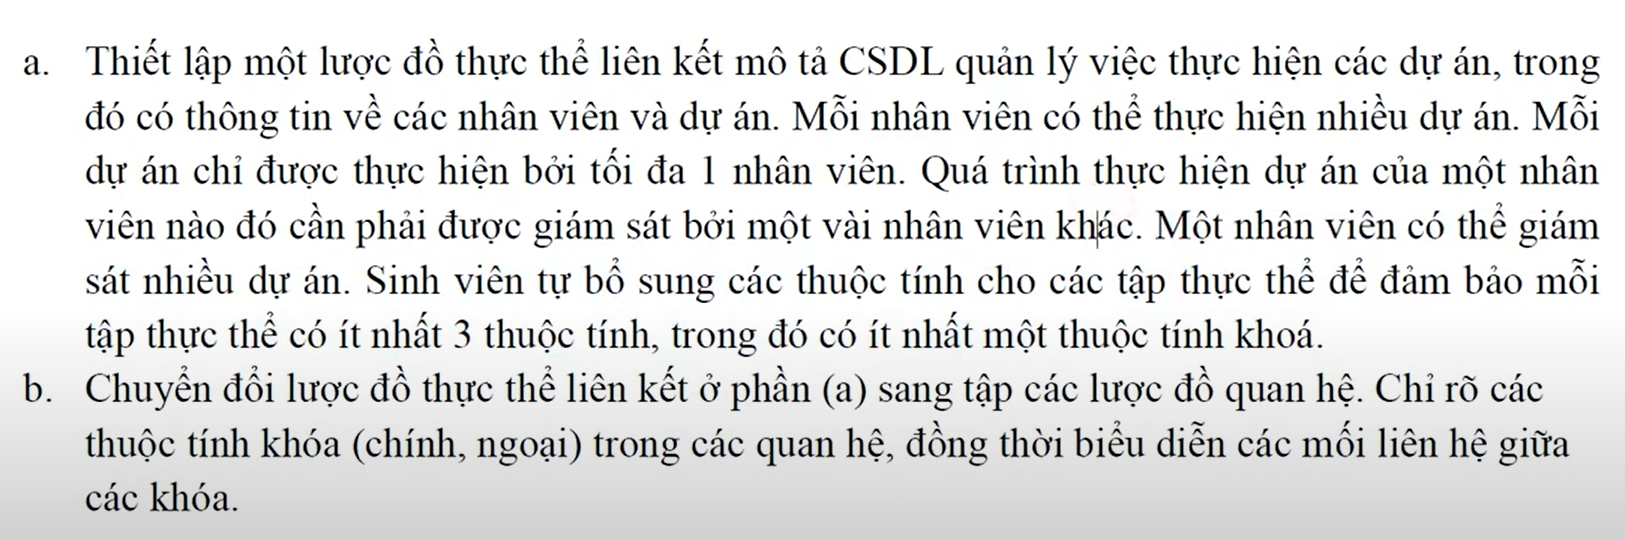 a. Thiết lập một lược đồ thực thể liên kết mô tả CSDL quản lý việc thực hiện các dự án, trong
đó có thông tin về các nhân viên và dự án. Mỗi nhân viên có thể thực hiện nhiều dự án. Mỗi
dự án chỉ được thực hiện bởi tối đa 1 nhân viên. Quá trình thực hiện dự án của một nhân
viên nào đó cần phải được giám sát bởi một vài nhân viên khác. Một nhân viên có thể giám
sát nhiều dự án. Sinh viên tự bổ sung các thuộc tính cho các tập thực thể để đảm bảo mỗi
tập thực thể có ít nhất 3 thuộc tính, trong đó có ít nhất một thuộc tính khoá.
b. Chuyển đổi lược đồ thực thể liên kết ở phần (a) sang tập các lược đồ quan hệ. Chỉ rõ các
thuộc tính khóa (chính, ngoại) trong các quan hệ, đồng thời biểu diễn các mối liên hệ giữa
các khóa.